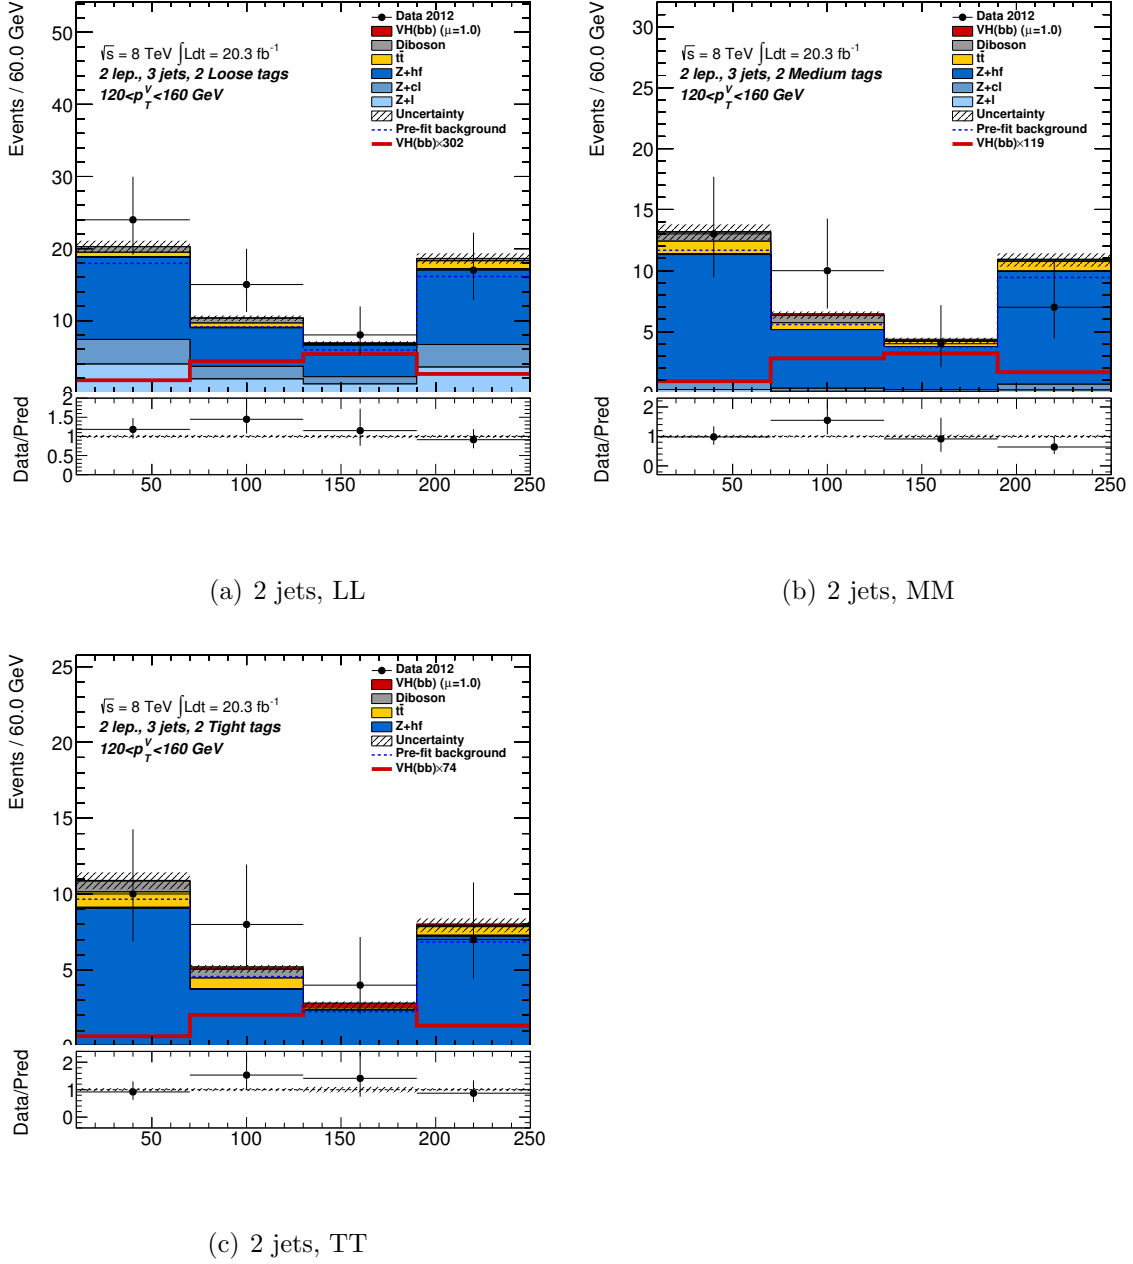 Events / 60.0 GeV
50
40
30
20
10
0
√s = 8 TeV ∫Ldt = 20.3 fb⁻¹
2 lep., 3 jets, 2 Loose tags
120<p_T^V<160 GeV
Data 2012
VH(bb) (μ=1.0)
Diboson
tt̄
Z+hf
Z+cl
Z+l
Uncertainty
Pre-fit background
VH(bb)×302
Data/Pred
2
1.5
1
0.5
0
50 100 150 200 250
Events / 60.0 GeV
30
25
20
15
10
5
0
√s = 8 TeV ∫Ldt = 20.3 fb⁻¹
2 lep., 3 jets, 2 Medium tags
120<p_T^V<160 GeV
Data 2012
VH(bb) (μ=1.0)
Diboson
tt̄
Z+hf
Z+cl
Z+l
Uncertainty
Pre-fit background
VH(bb)×119
Data/Pred
2
1
0
50 100 150 200 250
(a) 2 jets, LL
(b) 2 jets, MM
Events / 60.0 GeV
25
20
15
10
5
0
√s = 8 TeV ∫Ldt = 20.3 fb⁻¹
2 lep., 3 jets, 2 Tight tags
120<p_T^V<160 GeV
Data 2012
VH(bb) (μ=1.0)
Diboson
tt̄
Z+hf
Uncertainty
Pre-fit background
VH(bb)×74
Data/Pred
2
1
0
50 100 150 200 250
(c) 2 jets, TT